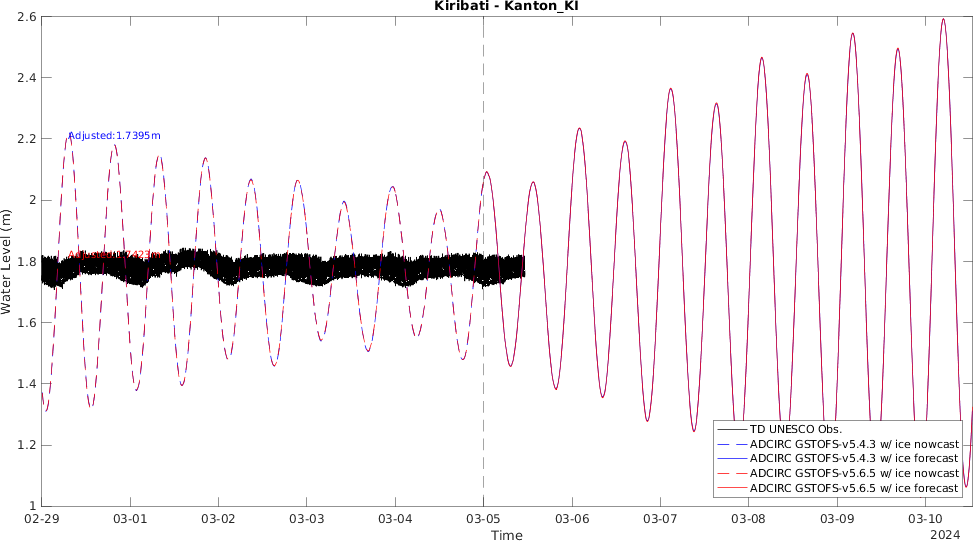 Kiribati - Kanton_KI
Water Level (m)
2.6
2.4
2.2
2
1.8
1.6
1.4
1.2
1
Adjusted:1.7395m
TD UNESCO Obs.
ADCIRC GSTOFS-v5.4.3 w/ ice nowcast
ADCIRC GSTOFS-v5.4.3 w/ ice forecast
ADCIRC GSTOFS-v5.6.5 w/ ice nowcast
ADCIRC GSTOFS-v5.6.5 w/ ice forecast
02-29 03-01 03-02 03-03 03-04 03-05 03-06 03-07 03-08 03-09 03-10
Time
2024